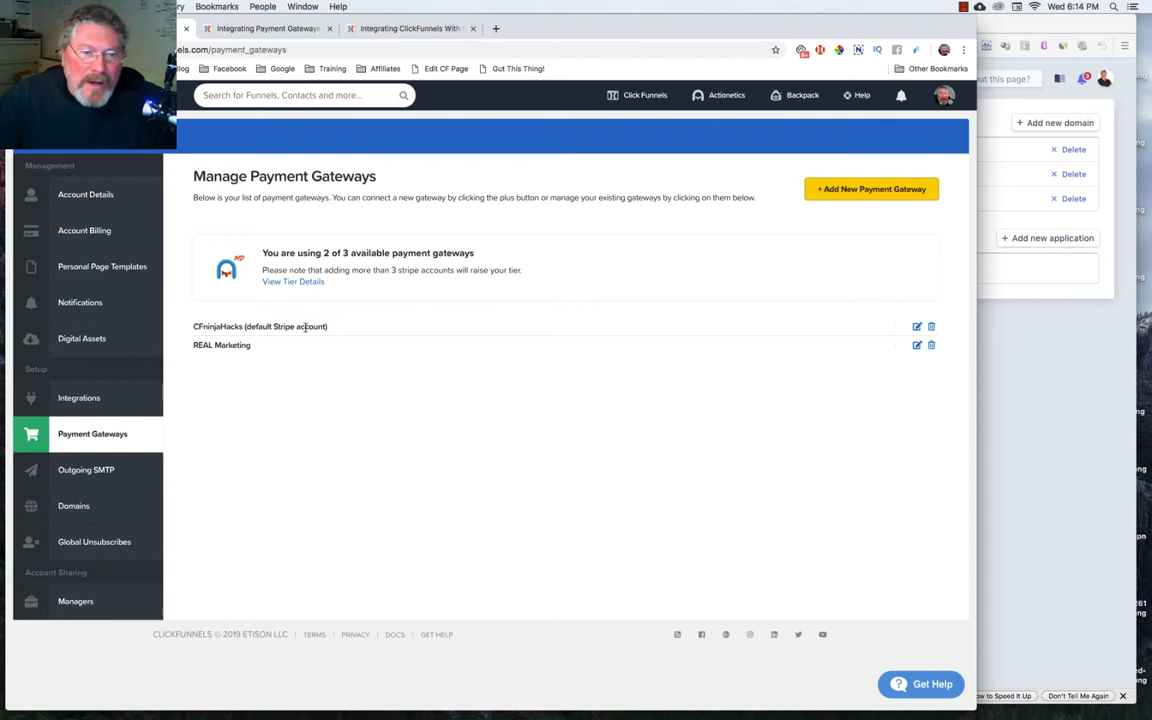 ry Bookmarks People Window Help
Wed 6:14 PM
Integrating Payment Gateways
Integrating ClickFunnels With
els.com/payment_gateways
Blog Facebook Google Training Affiliates Edit CF Page Gut This Thing! Other Bookmarks
out this page?
Search for Funnels, Contacts and more...
Click Funnels Actionetics Backpack Help
+ Add new domain
× Delete
× Delete
× Delete
+ Add new application
Management
Account Details
Account Billing
Personal Page Templates
Notifications
Digital Assets
Setup
Integrations
Payment Gateways
Outgoing SMTP
Domains
Global Unsubscribes
Account Sharing
Managers
Manage Payment Gateways
Below is your list of payment gateways. You can connect a new gateway by clicking the plus button or manage your existing gateways by clicking on them below.
+ Add New Payment Gateway
You are using 2 of 3 available payment gateways
Please note that adding more than 3 stripe accounts will raise your tier.
View Tier Details
CFninjaHacks (default Stripe account)
REAL Marketing
CLICKFUNNELS © 2019 ETISON LLC | TERMS | PRIVACY | DOCS | GET HELP
Get Help
ow to Speed It Up
Don't Tell Me Again